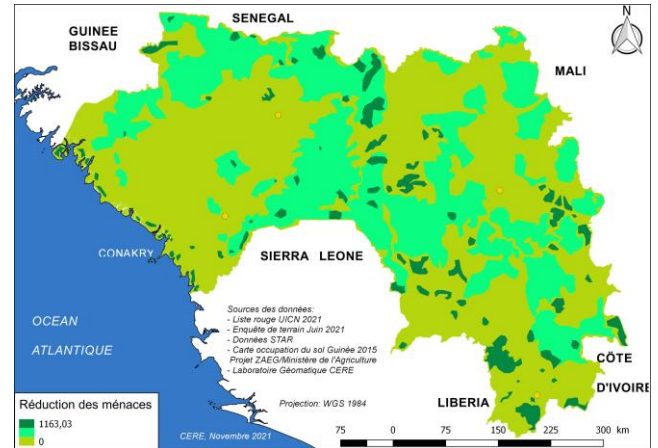 SENEGAL
N
GUINEE
BISSAU
MALI
CONAKRY
SIERRA LEONE
Sources des données:
- Liste rouge UICN 2021
- Enquête de terrain Juin 2021
- Données STAR
- Carte occupation du sol Guinée 2015
Projet ZAEG/Ministère de l'Agriculture
- Laboratoire Géomatique CERE
OCEAN
ATLANTIQUE
CÔTE
D'IVOIRE
LIBERIA
Projection: WGS 1984
Réduction des ménaces
1163,03
0
CERE, Novembre 2021
75 0 75 150 225 300 km